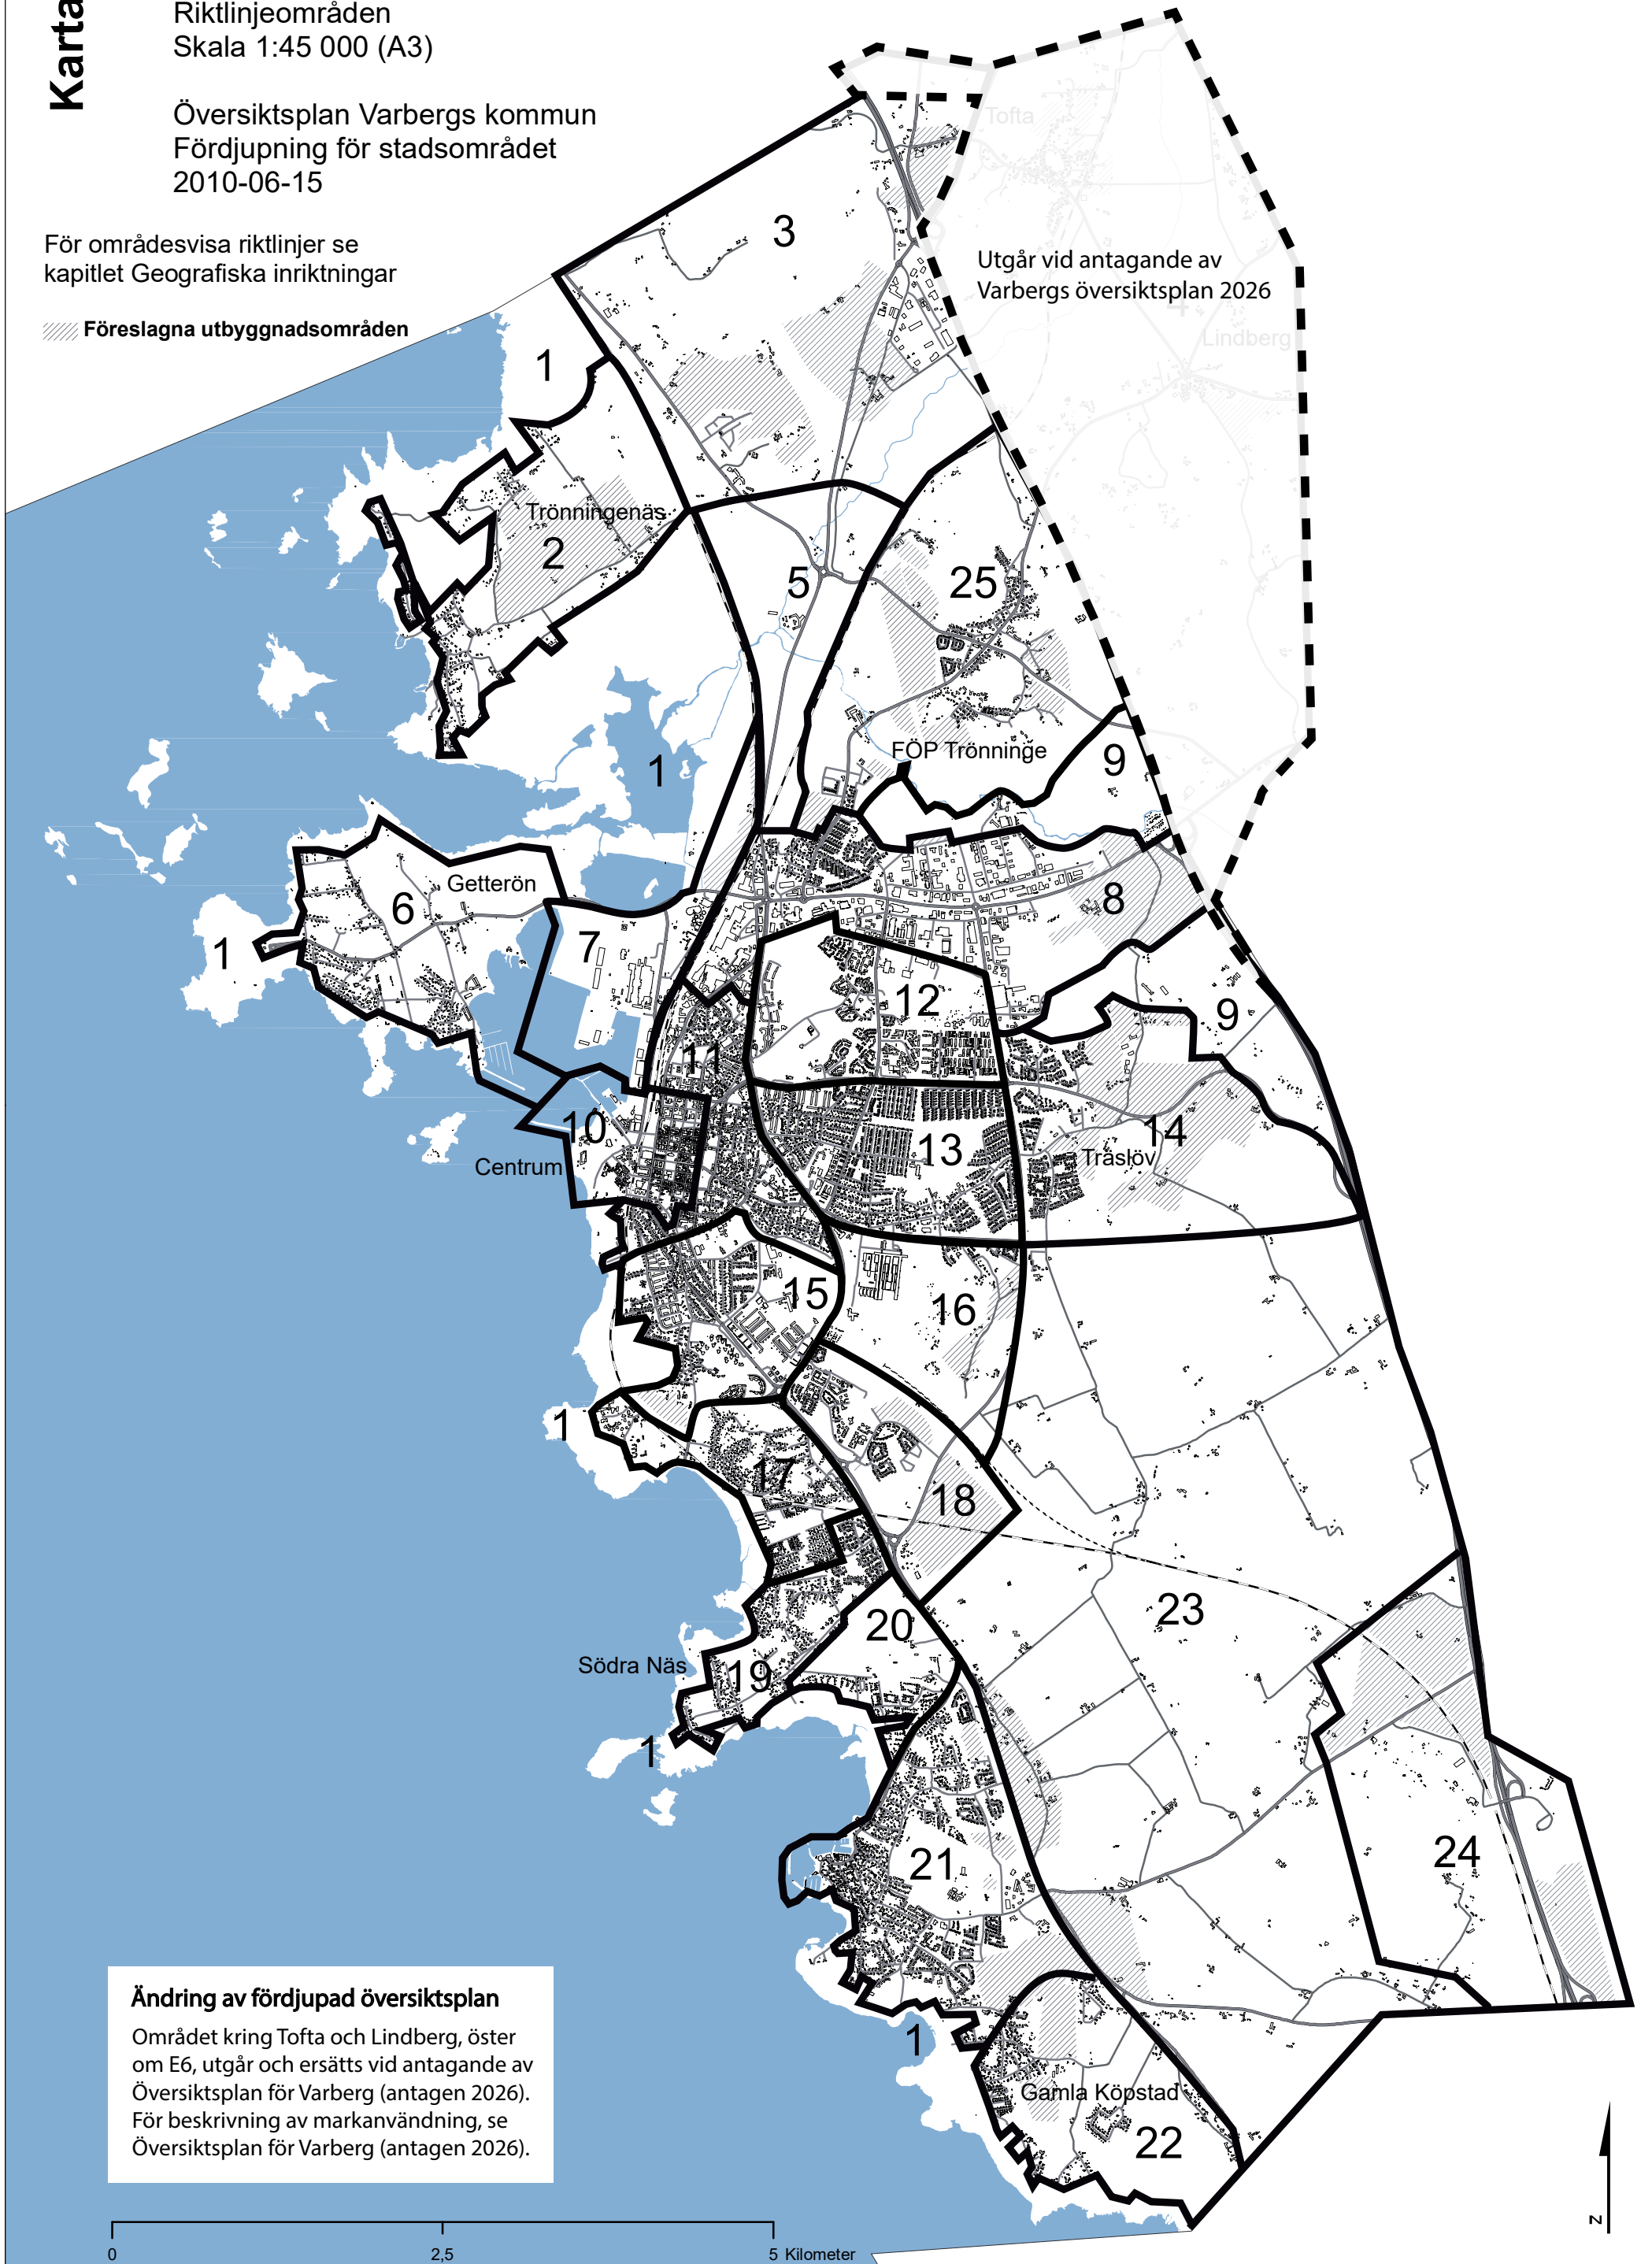 Karta
Riktlinjeområden
Skala 1:45 000 (A3)
Översiktsplan Varbergs kommun
Fördjupning för stadsområdet
2010-06-15
För områdesvisa riktlinjer se
kapitlet Geografiska inriktningar
Föreslagna utbyggnadsområden
Tofta
3
Utgår vid antagande av
Varbergs översiktsplan 2026
4
Lindberg
1
Trönningenäs
2
5
25
FÖP Trönninge
9
1
Getterön
6
8
7
1
12
9
11
10
13
14
Träslöv
Centrum
15
16
1
17
18
23
20
Södra Näs
19
1
24
21
1
Gamla Köpstad
22
Ändring av fördjupad översiktsplan
Området kring Tofta och Lindberg, öster
om E6, utgår och ersätts vid antagande av
Översiktsplan för Varberg (antagen 2026).
För beskrivning av markanvändning, se
Översiktsplan för Varberg (antagen 2026).
0
2,5
5 Kilometer
N